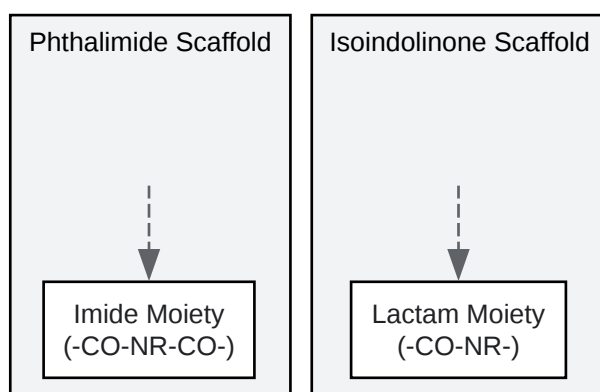 Phthalimide Scaffold
Imide Moiety
(-CO-NR-CO-)
Isoindolinone Scaffold
Lactam Moiety
(-CO-NR-)